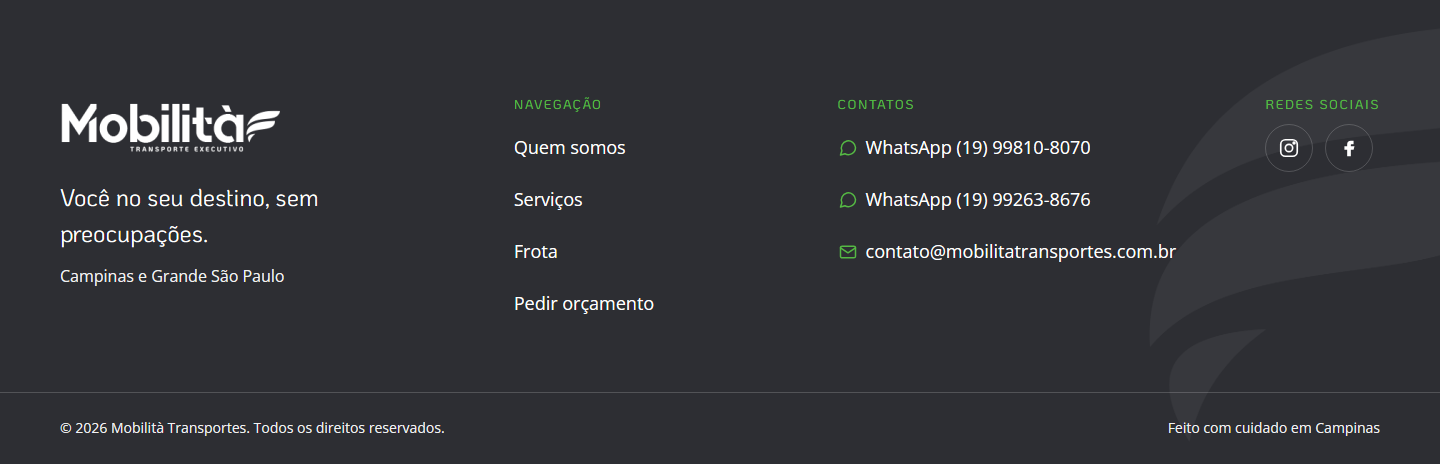 Mobilità
TRANSPORTE EXECUTIVO
Você no seu destino, sem
preocupações.
Campinas e Grande São Paulo
NAVEGAÇÃO
Quem somos
Serviços
Frota
Pedir orçamento
CONTATOS
WhatsApp (19) 99810-8070
WhatsApp (19) 99263-8676
contato@mobilitatransportes.com.br
REDES SOCIAIS
© 2026 Mobilità Transportes. Todos os direitos reservados.
Feito com cuidado em Campinas